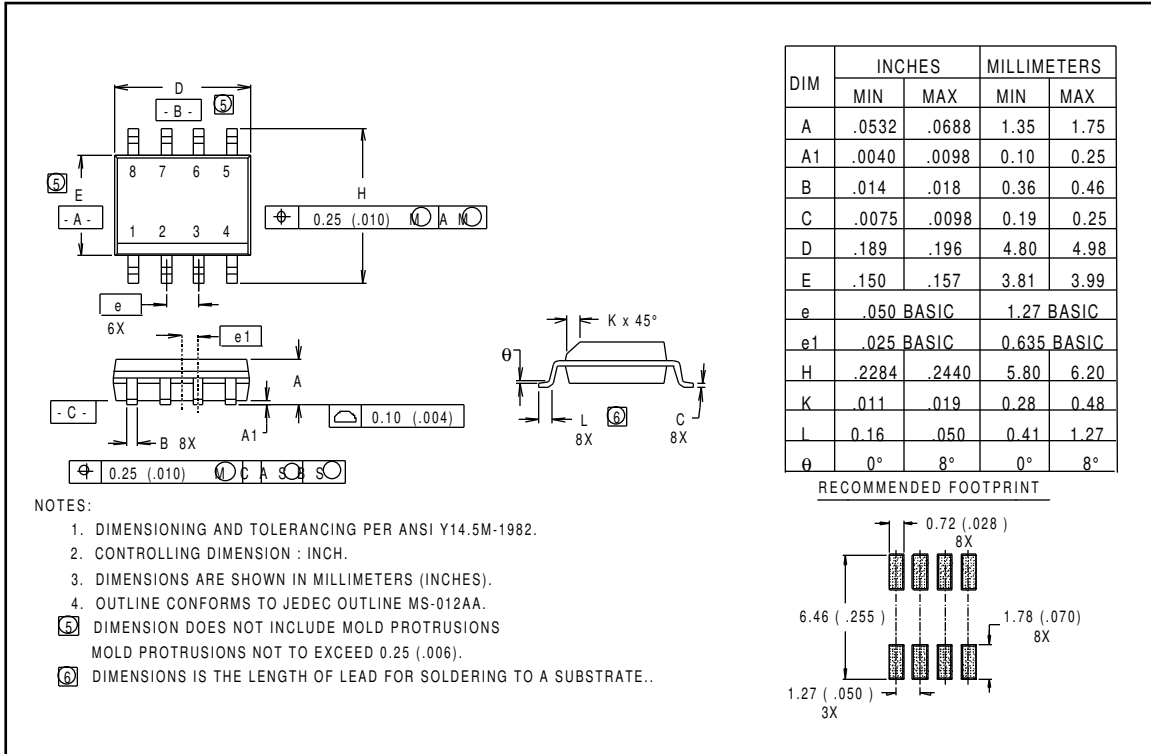 D
- B -
5
8 7 6 5
5
E
- A -
H
⌖ 0.25 (.010) M A M
1 2 3 4
e
6X
e1
A
- C -
B 8X
A1
0.10 (.004)
⌖ 0.25 (.010) M C A S B S
K x 45°
θ
L
8X
6
C
8X
DIM INCHES MILLIMETERS
MIN MAX MIN MAX
A .0532 .0688 1.35 1.75
A1 .0040 .0098 0.10 0.25
B .014 .018 0.36 0.46
C .0075 .0098 0.19 0.25
D .189 .196 4.80 4.98
E .150 .157 3.81 3.99
e .050 BASIC 1.27 BASIC
e1 .025 BASIC 0.635 BASIC
H .2284 .2440 5.80 6.20
K .011 .019 0.28 0.48
L 0.16 .050 0.41 1.27
θ 0° 8° 0° 8°
RECOMMENDED FOOTPRINT
0.72 (.028 )
8X
6.46 ( .255 )
1.78 (.070)
8X
1.27 ( .050 )
3X
NOTES:
1. DIMENSIONING AND TOLERANCING PER ANSI Y14.5M-1982.
2. CONTROLLING DIMENSION : INCH.
3. DIMENSIONS ARE SHOWN IN MILLIMETERS (INCHES).
4. OUTLINE CONFORMS TO JEDEC OUTLINE MS-012AA.
5 DIMENSION DOES NOT INCLUDE MOLD PROTRUSIONS
MOLD PROTRUSIONS NOT TO EXCEED 0.25 (.006).
6 DIMENSIONS IS THE LENGTH OF LEAD FOR SOLDERING TO A SUBSTRATE..